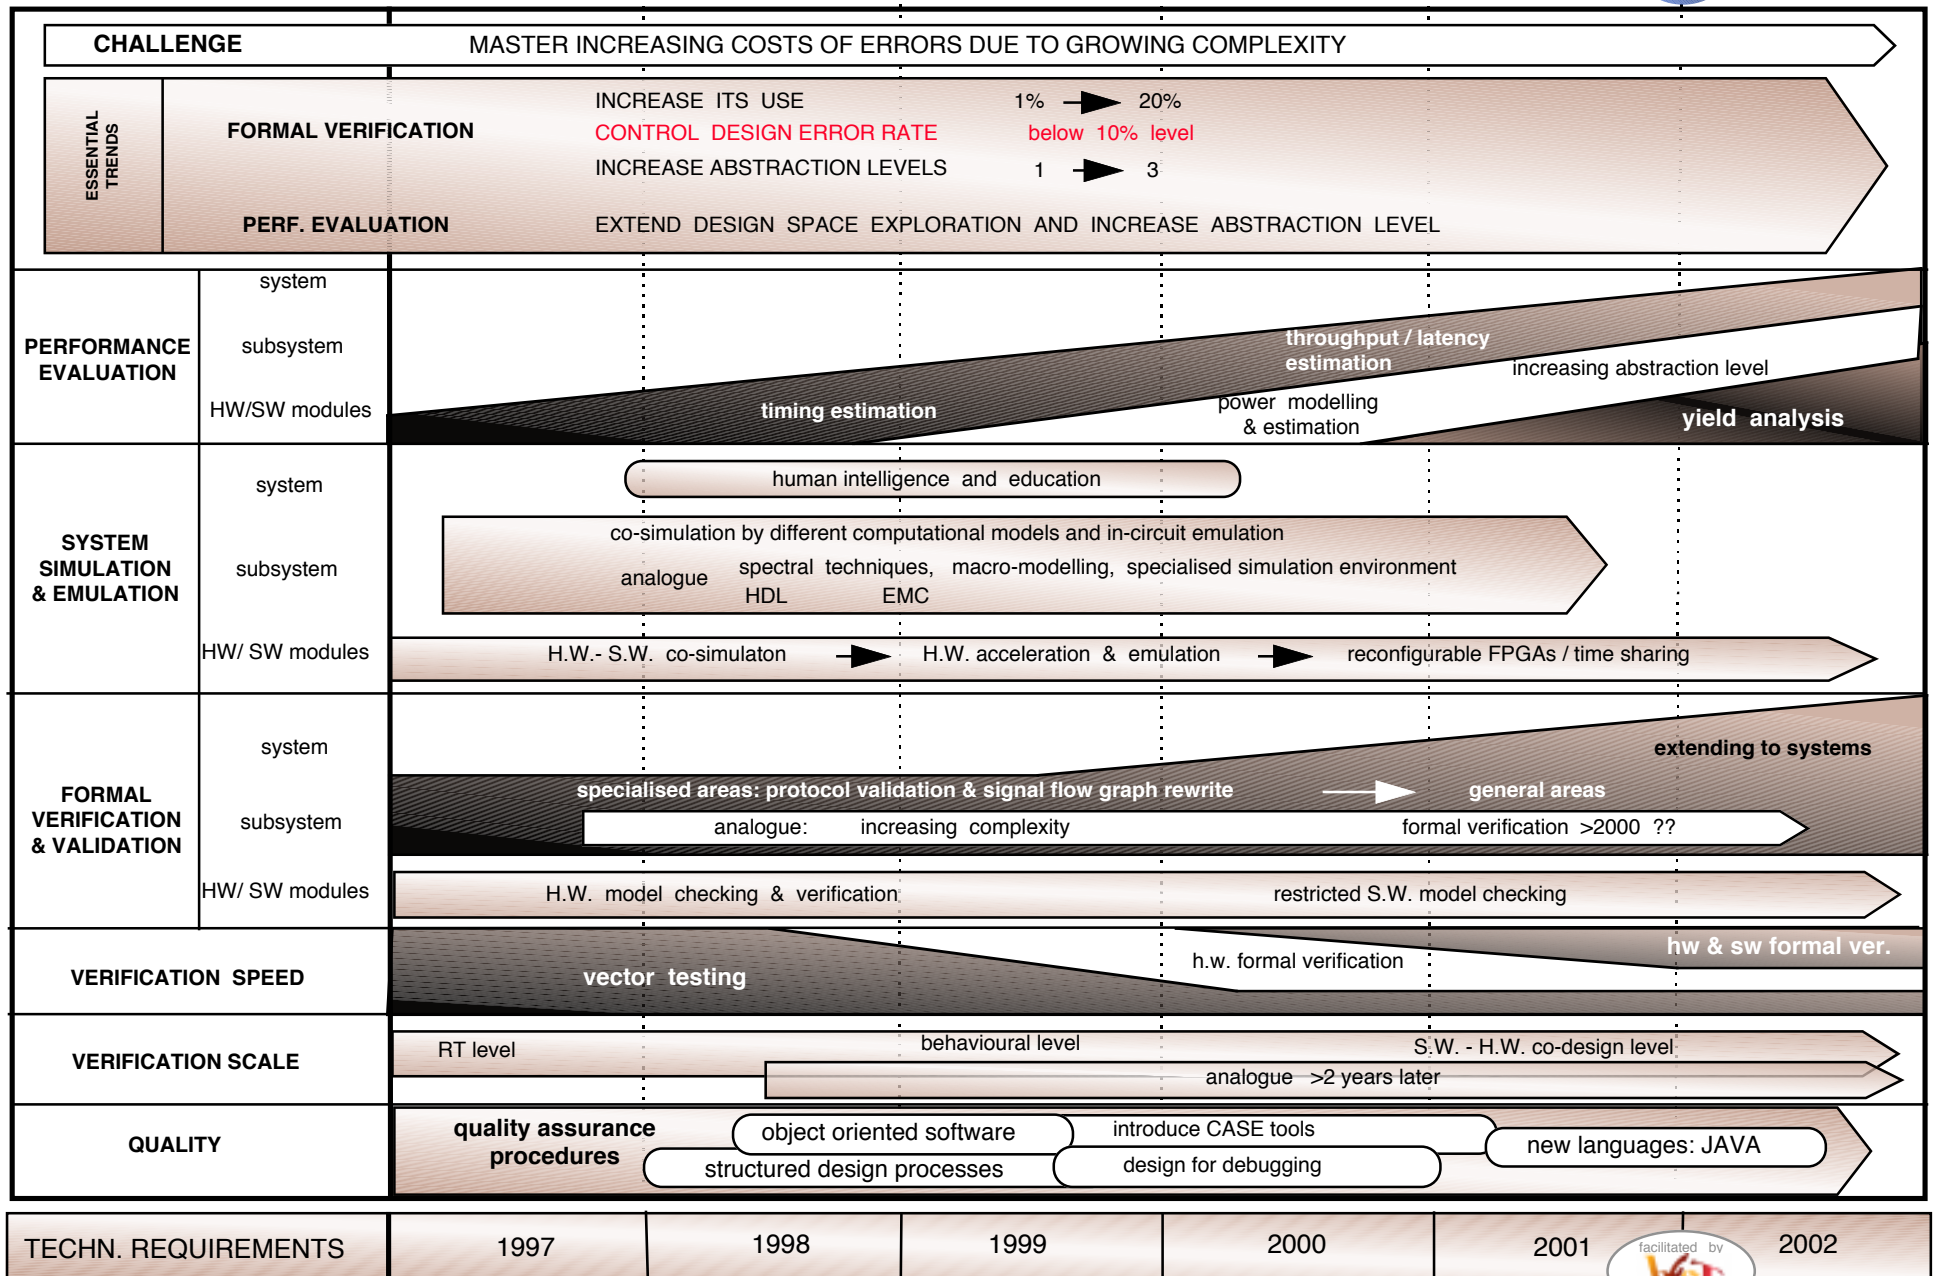 CHALLENGE MASTER INCREASING COSTS OF ERRORS DUE TO GROWING COMPLEXITY
ESSENTIAL
TRENDS
INCREASE ITS USE 1% 20%
FORMAL VERIFICATION CONTROL DESIGN ERROR RATE below 10% level
INCREASE ABSTRACTION LEVELS 1 3
PERF. EVALUATION EXTEND DESIGN SPACE EXPLORATION AND INCREASE ABSTRACTION LEVEL
PERFORMANCE
EVALUATION
system
subsystem
HW/SW modules
timing estimation
throughput / latency
estimation
increasing abstraction level
power modelling
& estimation
yield analysis
SYSTEM
SIMULATION
& EMULATION
system
human intelligence and education
subsystem
co-simulation by different computational models and in-circuit emulation
analogue spectral techniques, macro-modelling, specialised simulation environment
HDL EMC
HW/ SW modules
H.W.- S.W. co-simulaton H.W. acceleration & emulation reconfigurable FPGAs / time sharing
FORMAL
VERIFICATION
& VALIDATION
system
extending to systems
specialised areas: protocol validation & signal flow graph rewrite general areas
subsystem
analogue: increasing complexity formal verification >2000 ??
HW/ SW modules
H.W. model checking & verification restricted S.W. model checking
VERIFICATION SPEED
vector testing
h.w. formal verification
hw & sw formal ver.
VERIFICATION SCALE
RT level behavioural level S.W. - H.W. co-design level
analogue >2 years later
QUALITY
quality assurance
procedures
object oriented software introduce CASE tools
structured design processes design for debugging
new languages: JAVA
TECHN. REQUIREMENTS 1997 1998 1999 2000 2001 2002
facilitated by